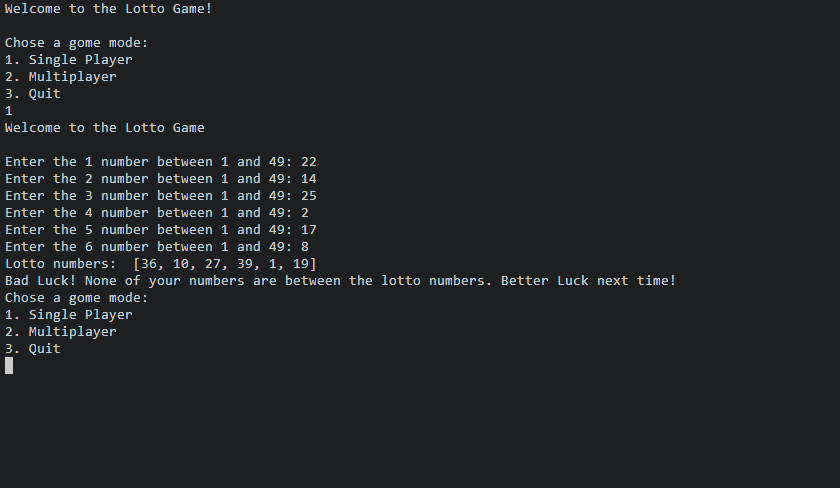 Welcome to the Lotto Game!
Chose a gome mode:
1. Single Player
2. Multiplayer
3. Quit
1
Welcome to the Lotto Game
Enter the 1 number between 1 and 49: 22
Enter the 2 number between 1 and 49: 14
Enter the 3 number between 1 and 49: 25
Enter the 4 number between 1 and 49: 2
Enter the 5 number between 1 and 49: 17
Enter the 6 number between 1 and 49: 8
Lotto numbers:  [36, 10, 27, 39, 1, 19]
Bad Luck! None of your numbers are between the lotto numbers. Better Luck next time!
Chose a gome mode:
1. Single Player
2. Multiplayer
3. Quit